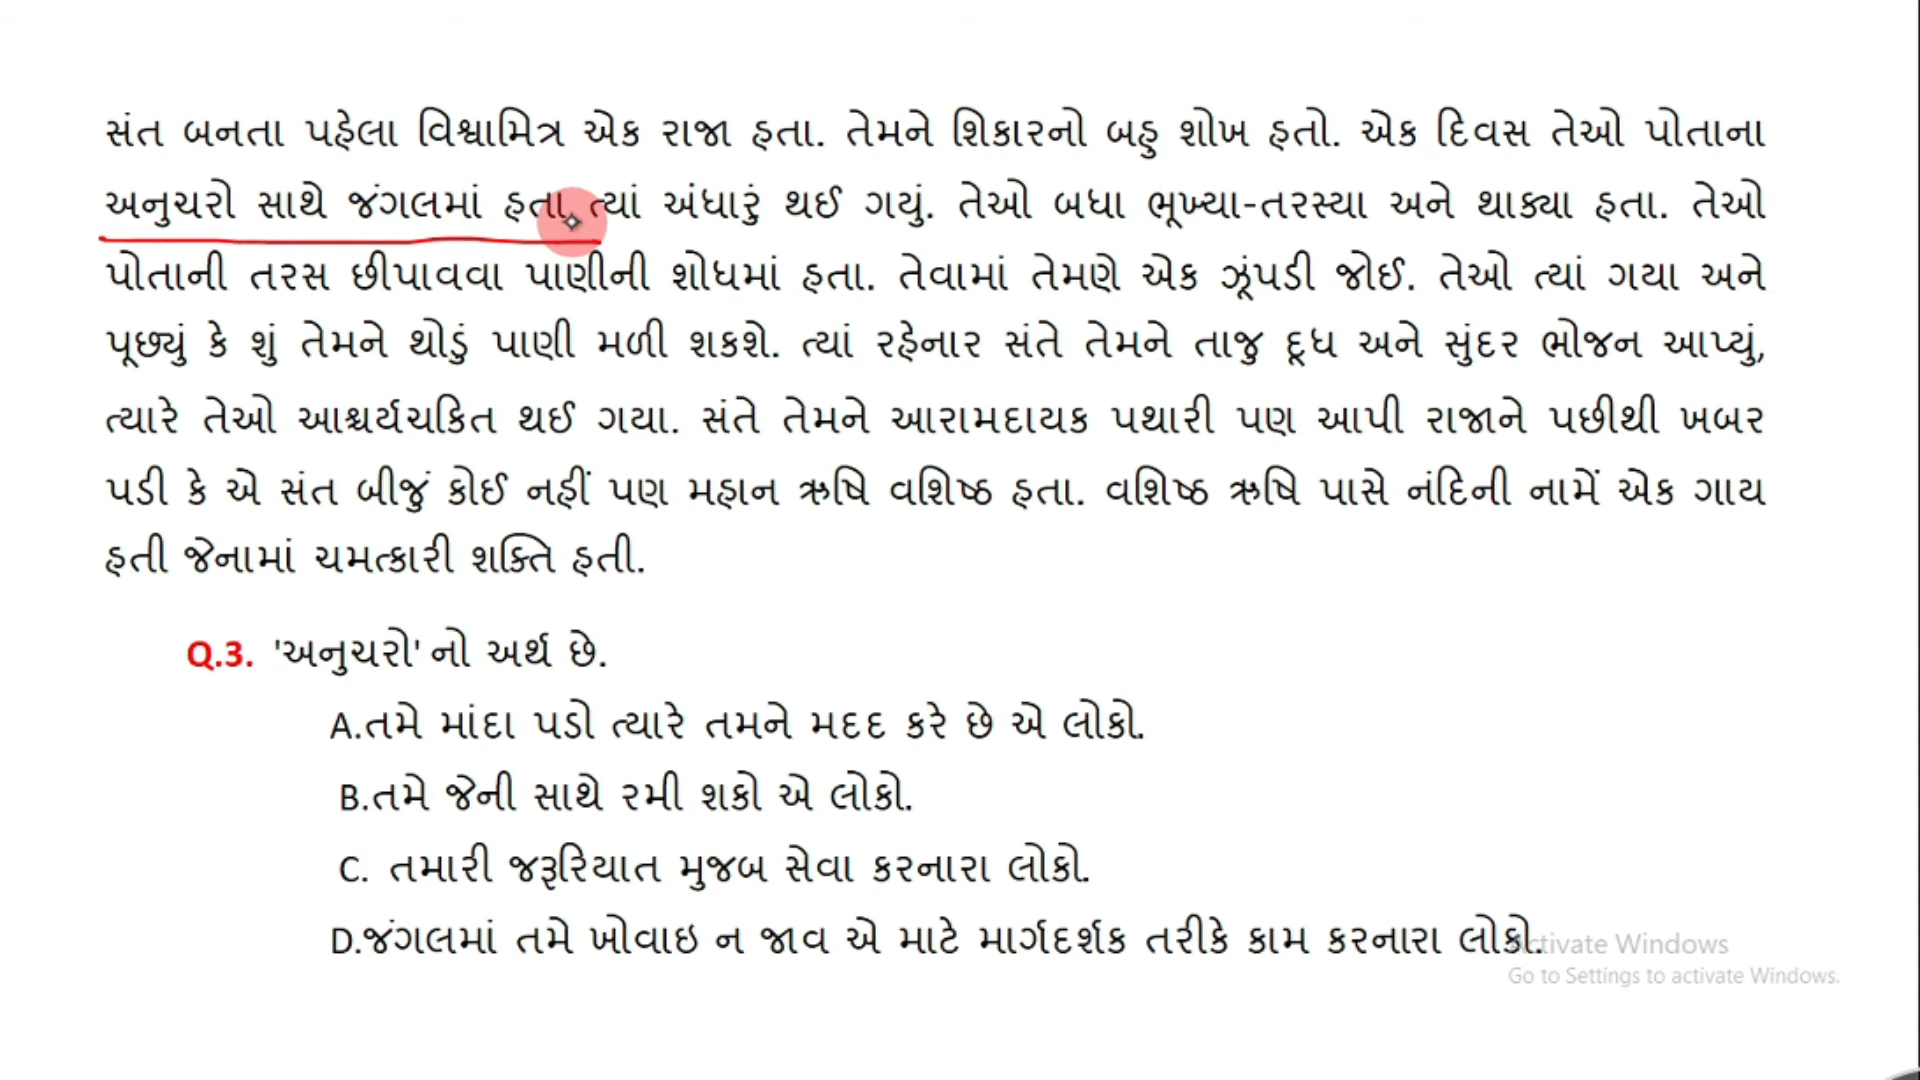 સંત બનતા પહેલા વિશ્વામિત્ર એક રાજા હતા. તેમને શિકારનો બહુ શોખ હતો. એક દિવસ તેઓ પોતાના
અનુચરો સાથે જંગલમાં હતા ત્યાં અંધારું થઈ ગયું. તેઓ બધા ભૂખ્યા-તરસ્યા અને થાક્યા હતા. તેઓ
પોતાની તરસ છીપાવવા પાણીની શોધમાં હતા. તેવામાં તેમણે એક ઝૂંપડી જોઈ. તેઓ ત્યાં ગયા અને
પૂછ્યું કે શું તેમને થોડું પાણી મળી શકશે. ત્યાં રહેનાર સંતે તેમને તાજુ દૂધ અને સુંદર ભોજન આપ્યું,
ત્યારે તેઓ આશ્ચર્યચકિત થઈ ગયા. સંતે તેમને આરામદાયક પથારી પણ આપી રાજાને પછીથી ખબર
પડી કે એ સંત બીજું કોઈ નહીં પણ મહાન ઋષિ વશિષ્ઠ હતા. વશિષ્ઠ ઋષિ પાસે નંદિની નામેં એક ગાય
હતી જેનામાં ચમત્કારી શક્તિ હતી.
Q.3. 'અનુચરો' નો અર્થ છે.
A.તમે માંદા પડો ત્યારે તમને મદદ કરે છે એ લોકો.
B.તમે જેની સાથે રમી શકો એ લોકો.
C. તમારી જરૂરિયાત મુજબ સેવા કરનારા લોકો.
D.જંગલમાં તમે ખોવાઇ ન જાવ એ માટે માર્ગદર્શક તરીકે કામ કરનારા લોકો.
Activate Windows
Go to Settings to activate Windows.